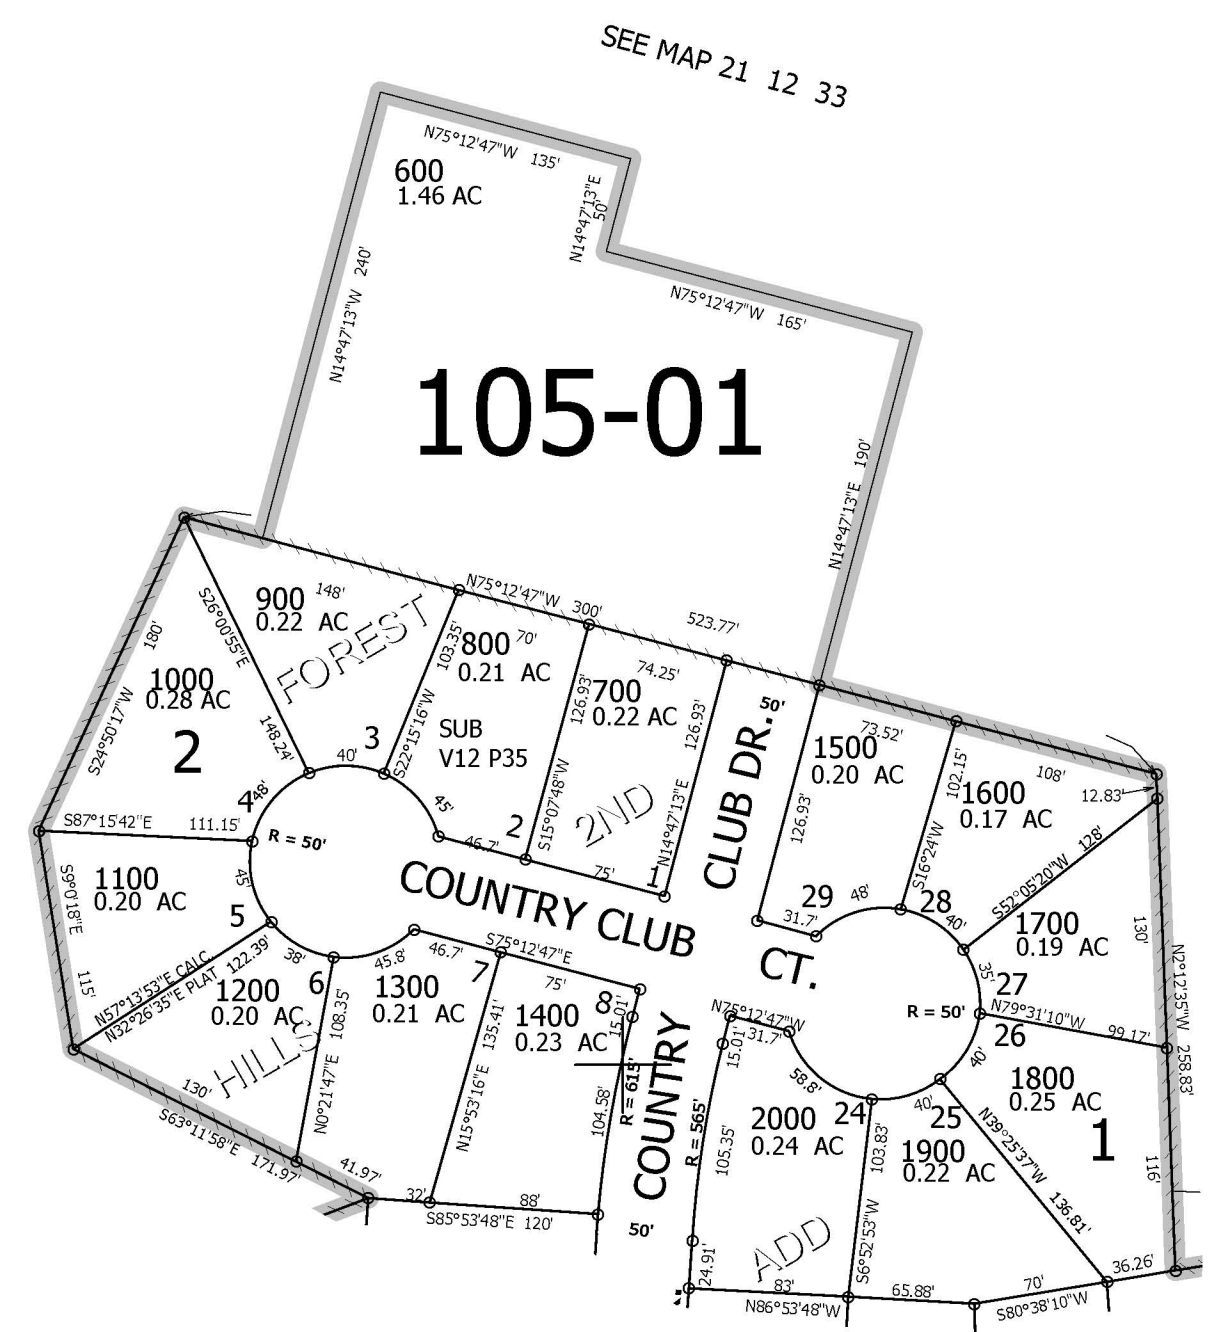 SEE MAP 21 12 33
N75°12'47"W 135'
600
1.46 AC
N14°47'13"E
50'
N14°47'13"W 240'
N75°12'47"W 165'
105-01
N14°47'13"E 190'
N75°12'47"W
300'
523.77'
148'
900
0.22 AC
FOREST
S26°00'55"E
148.24'
180'
S24°50'17"W
1000
0.28 AC
2
3
40'
103.35'
S22°15'16"W
800
70'
0.21 AC
SUB
V12 P35
126.93'
S15°07'48"W
74.25'
700
0.22 AC
126.93'
N14°47'13"E
2ND
50'
CLUB DR.
73.52'
1500
0.20 AC
126.93'
102.15'
S16°24'W
108'
12.83'
1600
0.17 AC
128'
S52°05'20"W
4
48'
45'
2
46.7'
75'
1
R = 50'
S87°15'42"E
111.15'
S9°0'18"E
115'
1100
0.20 AC
45'
5
38'
COUNTRY CLUB
CT.
31.7'
29
48'
28
40'
35'
27
1700
0.19 AC
130'
N2°12'35"W 258.83'
N57°13'53"E CALC.
N32°26'35"E PLAT
122.39'
1200
0.20 AC
HILLS
6
45.8'
46.7'
S75°12'47"E
7
75'
8
1300
0.21 AC
108.35'
N0°21'47"E
135.41'
N15°53'16"E
1400
0.23 AC
15.01'
104.58'
R = 615'
COUNTRY
R = 565'
50'
N75°12'47"W
31.7'
15.01'
58.8'
105.35'
24.91'
R = 50'
N79°31'10"W
99.17'
26
40'
1800
0.25 AC
1
116'
40'
25
24
2000
0.24 AC
103.83'
S6°52'53"W
1900
0.22 AC
N39°25'37"W
136.81'
ADD
130'
S63°11'58"E
171.97'
41.97'
32'
88'
S85°53'48"E 120'
83'
N86°53'48"W
65.88'
70'
S80°38'10"W
36.26'